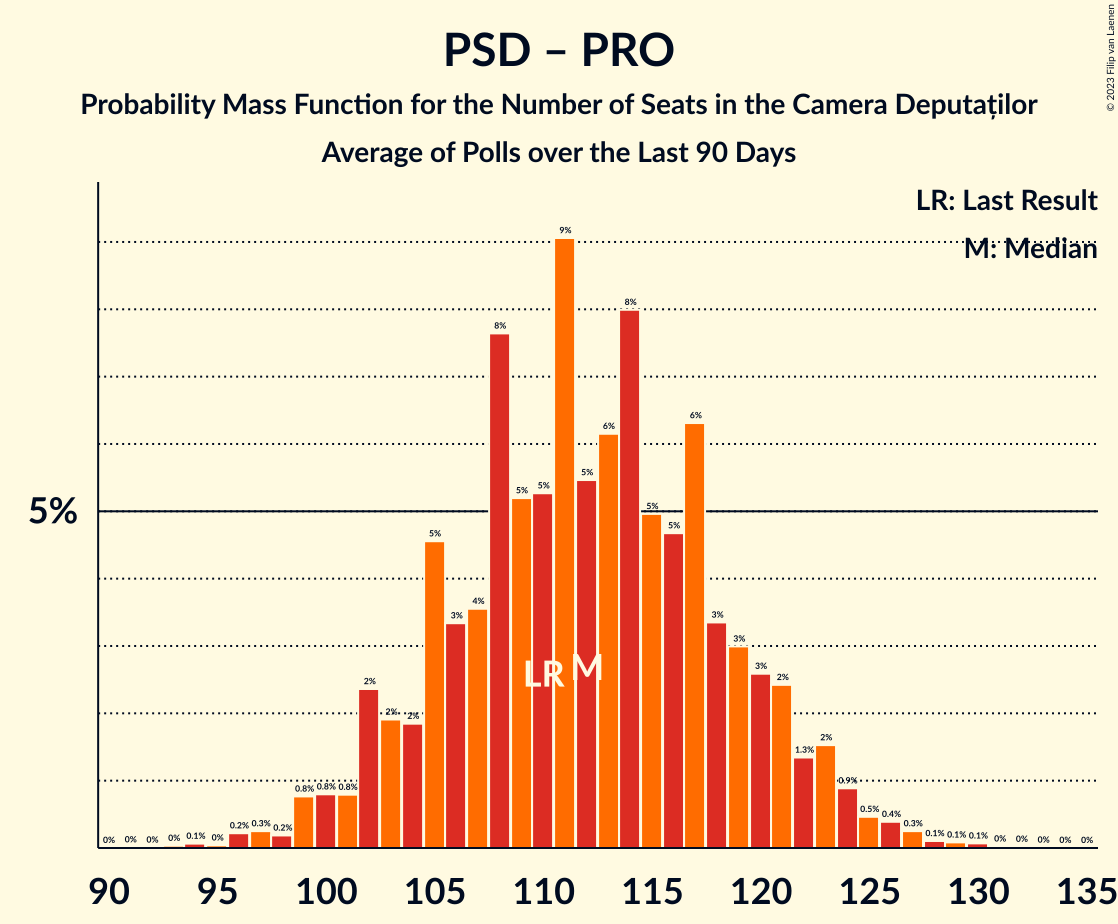 PSD – PRO
Probability Mass Function for the Number of Seats in the Camera Deputaților
Average of Polls over the Last 90 Days
© 2023 Filip van Laenen
LR: Last Result
M: Median
5%
0% 0% 0% 0% 0.1% 0% 0.2% 0.3% 0.2% 0.8% 0.8% 0.8% 2% 2% 2% 5% 3% 4% 8% 5% 5% 9% 5% 6% 8% 5% 5% 6% 3% 3% 3% 2% 1.3% 2% 0.9% 0.5% 0.4% 0.3% 0.1% 0.1% 0.1% 0% 0% 0% 0% 0%
LR M
90 95 100 105 110 115 120 125 130 135